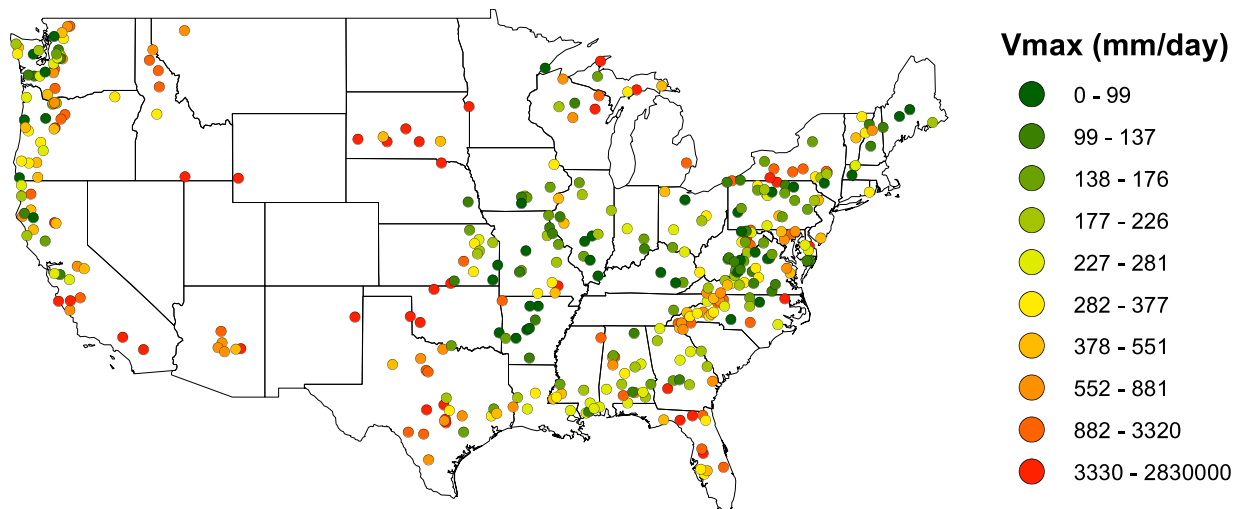 Vmax (mm/day)
0 - 99
99 - 137
138 - 176
177 - 226
227 - 281
282 - 377
378 - 551
552 - 881
882 - 3320
3330 - 2830000